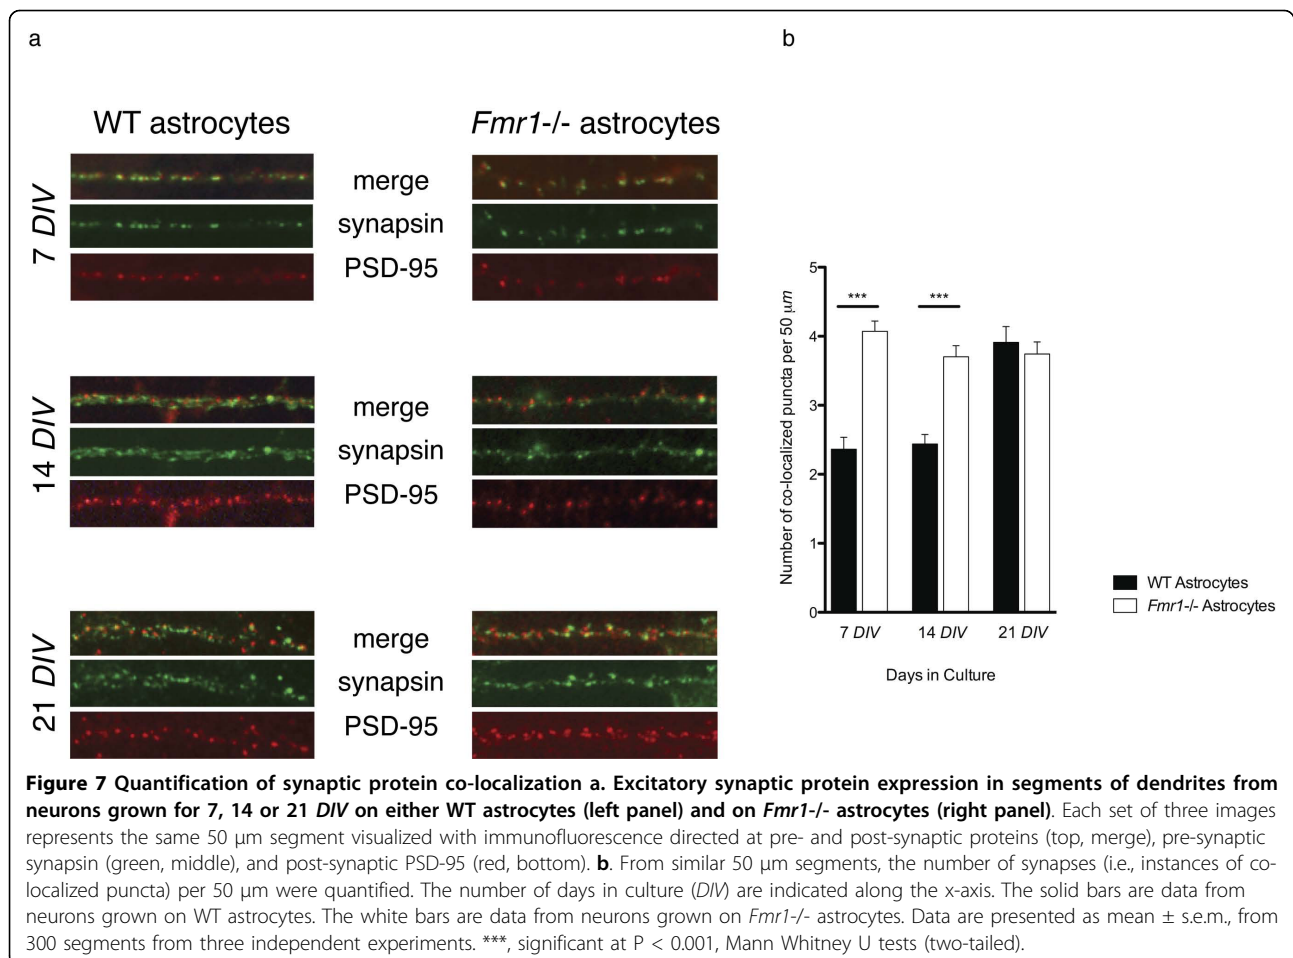 a
b
WT astrocytes
Fmr1-/- astrocytes
7 DIV
merge
synapsin
PSD-95
14 DIV
merge
synapsin
PSD-95
21 DIV
merge
synapsin
PSD-95
Number of co-localized puncta per 50 μm
5
4
3
2
1
0
***
***
7 DIV
14 DIV
21 DIV
Days in Culture
WT Astrocytes
Fmr1-/- Astrocytes
Figure 7 Quantification of synaptic protein co-localization a. Excitatory synaptic protein expression in segments of dendrites from
neurons grown for 7, 14 or 21 DIV on either WT astrocytes (left panel) and on Fmr1-/- astrocytes (right panel). Each set of three images
represents the same 50 μm segment visualized with immunofluorescence directed at pre- and post-synaptic proteins (top, merge), pre-synaptic
synapsin (green, middle), and post-synaptic PSD-95 (red, bottom). b. From similar 50 μm segments, the number of synapses (i.e., instances of co-
localized puncta) per 50 μm were quantified. The number of days in culture (DIV) are indicated along the x-axis. The solid bars are data from
neurons grown on WT astrocytes. The white bars are data from neurons grown on Fmr1-/- astrocytes. Data are presented as mean ± s.e.m., from
300 segments from three independent experiments. ***, significant at P < 0.001, Mann Whitney U tests (two-tailed).